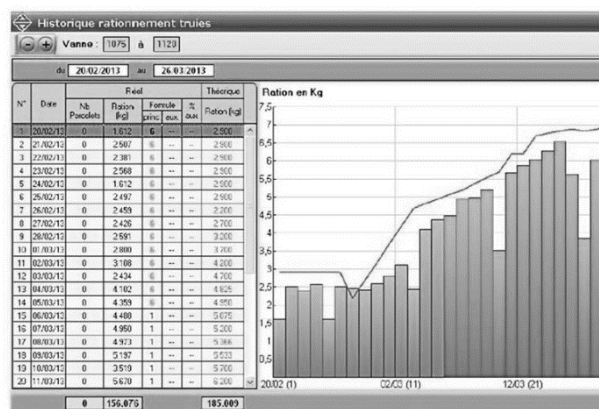 Historique rationnement truies
Vanne : 1075 à 1120
du 20/02/2013 au 26/03/2013
Réel Théorique
N° Date Nb Porcelets Ration (kg) Formule princ. aux. % aux. Ration (kg)
1 20/02/13 0 1.612 6 -- -- 2.900
2 21/02/13 0 2.507 6 -- -- 2.900
3 22/02/13 0 2.381 6 -- -- 2.900
4 23/02/13 0 2.568 6 -- -- 2.900
5 24/02/13 0 1.612 6 -- -- 2.900
6 25/02/13 0 2.497 6 -- -- 2.900
7 26/02/13 0 2.459 6 -- -- 2.200
8 27/02/13 0 2.426 6 -- -- 2.700
9 28/02/13 0 2.591 6 -- -- 3.200
10 01/03/13 0 2.800 6 -- -- 3.700
11 02/03/13 0 3.108 6 -- -- 4.200
12 03/03/13 0 2.434 6 -- -- 4.700
13 04/03/13 0 4.102 6 -- -- 4.825
14 05/03/13 0 4.359 6 -- -- 4.950
15 06/03/13 0 4.488 1 -- -- 5.075
16 07/03/13 0 4.950 1 -- -- 5.200
17 08/03/13 0 4.973 1 -- -- 5.366
18 09/03/13 0 5.197 1 -- -- 5.533
19 10/03/13 0 3.519 1 -- -- 5.700
20 11/03/13 0 5.670 1 -- -- 6.200
0 156.076 185.009
Ration en Kg
7,5
7
6,5
6
5,5
5
4,5
4
3,5
3
2,5
2
1,5
1
0,5
20/02 (1) 02/03 (11) 12/03 (21)